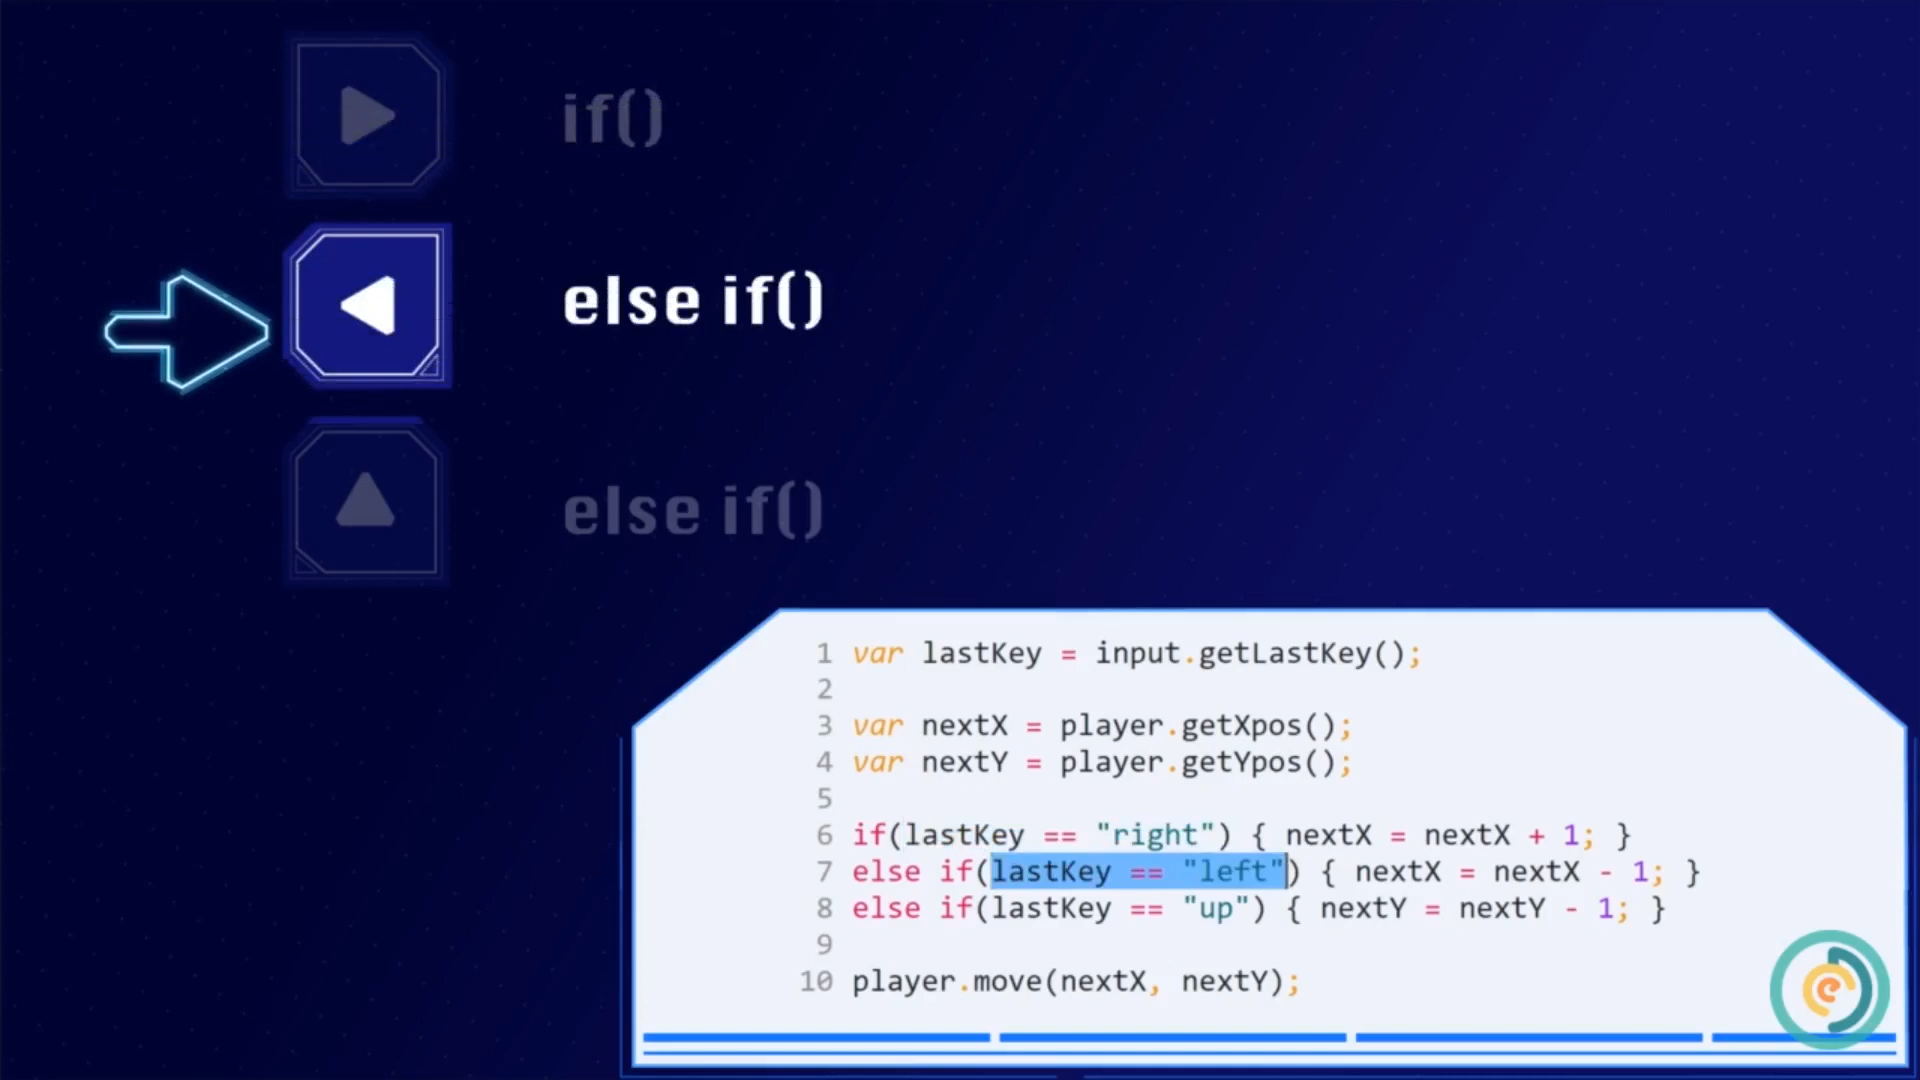 if()
else if()
else if()
1 var lastKey = input.getLastKey();
2
3 var nextX = player.getXpos();
4 var nextY = player.getYpos();
5
6 if(lastKey == "right") { nextX = nextX + 1; }
7 else if(lastKey == "left") { nextX = nextX - 1; }
8 else if(lastKey == "up") { nextY = nextY - 1; }
9
10 player.move(nextX, nextY);